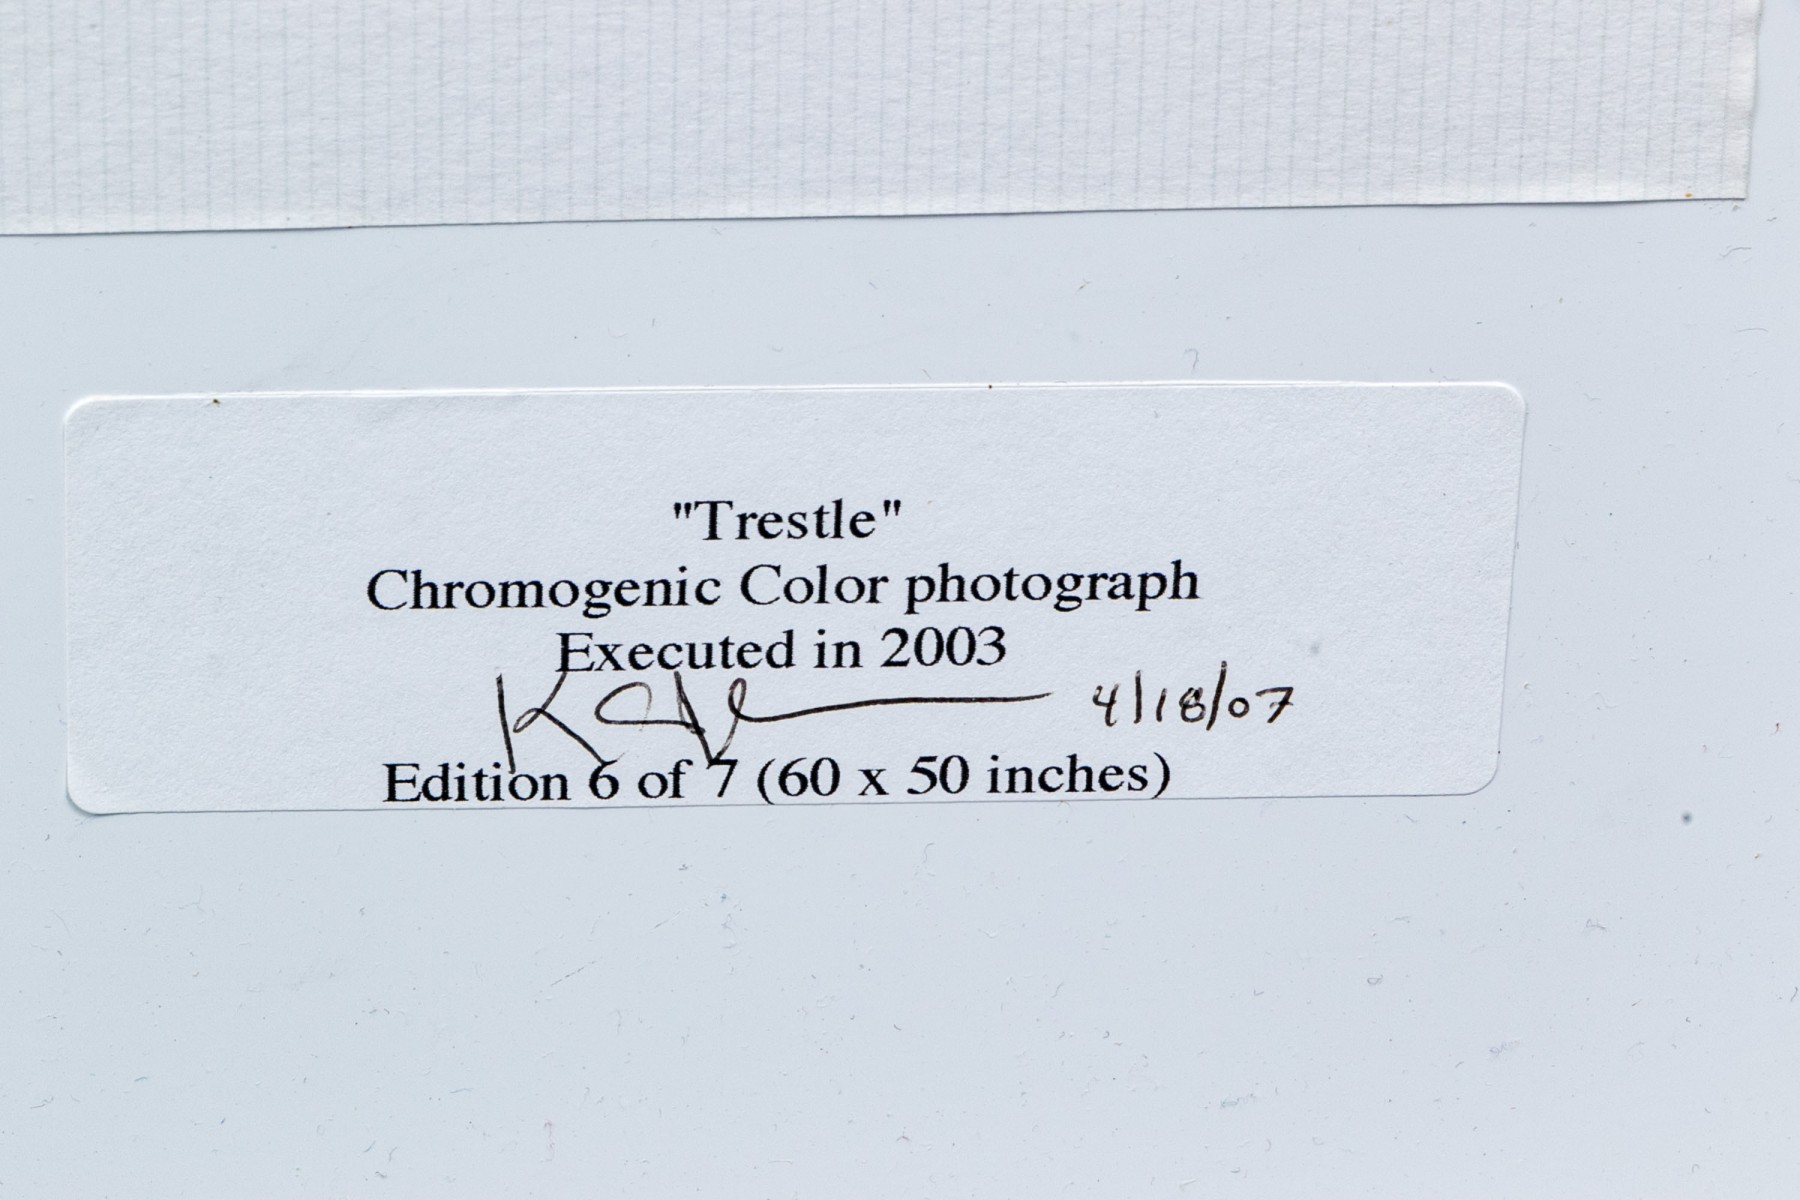 "Trestle"
Chromogenic Color photograph
Executed in 2003
4/18/07
Edition 6 of 7 (60 x 50 inches)